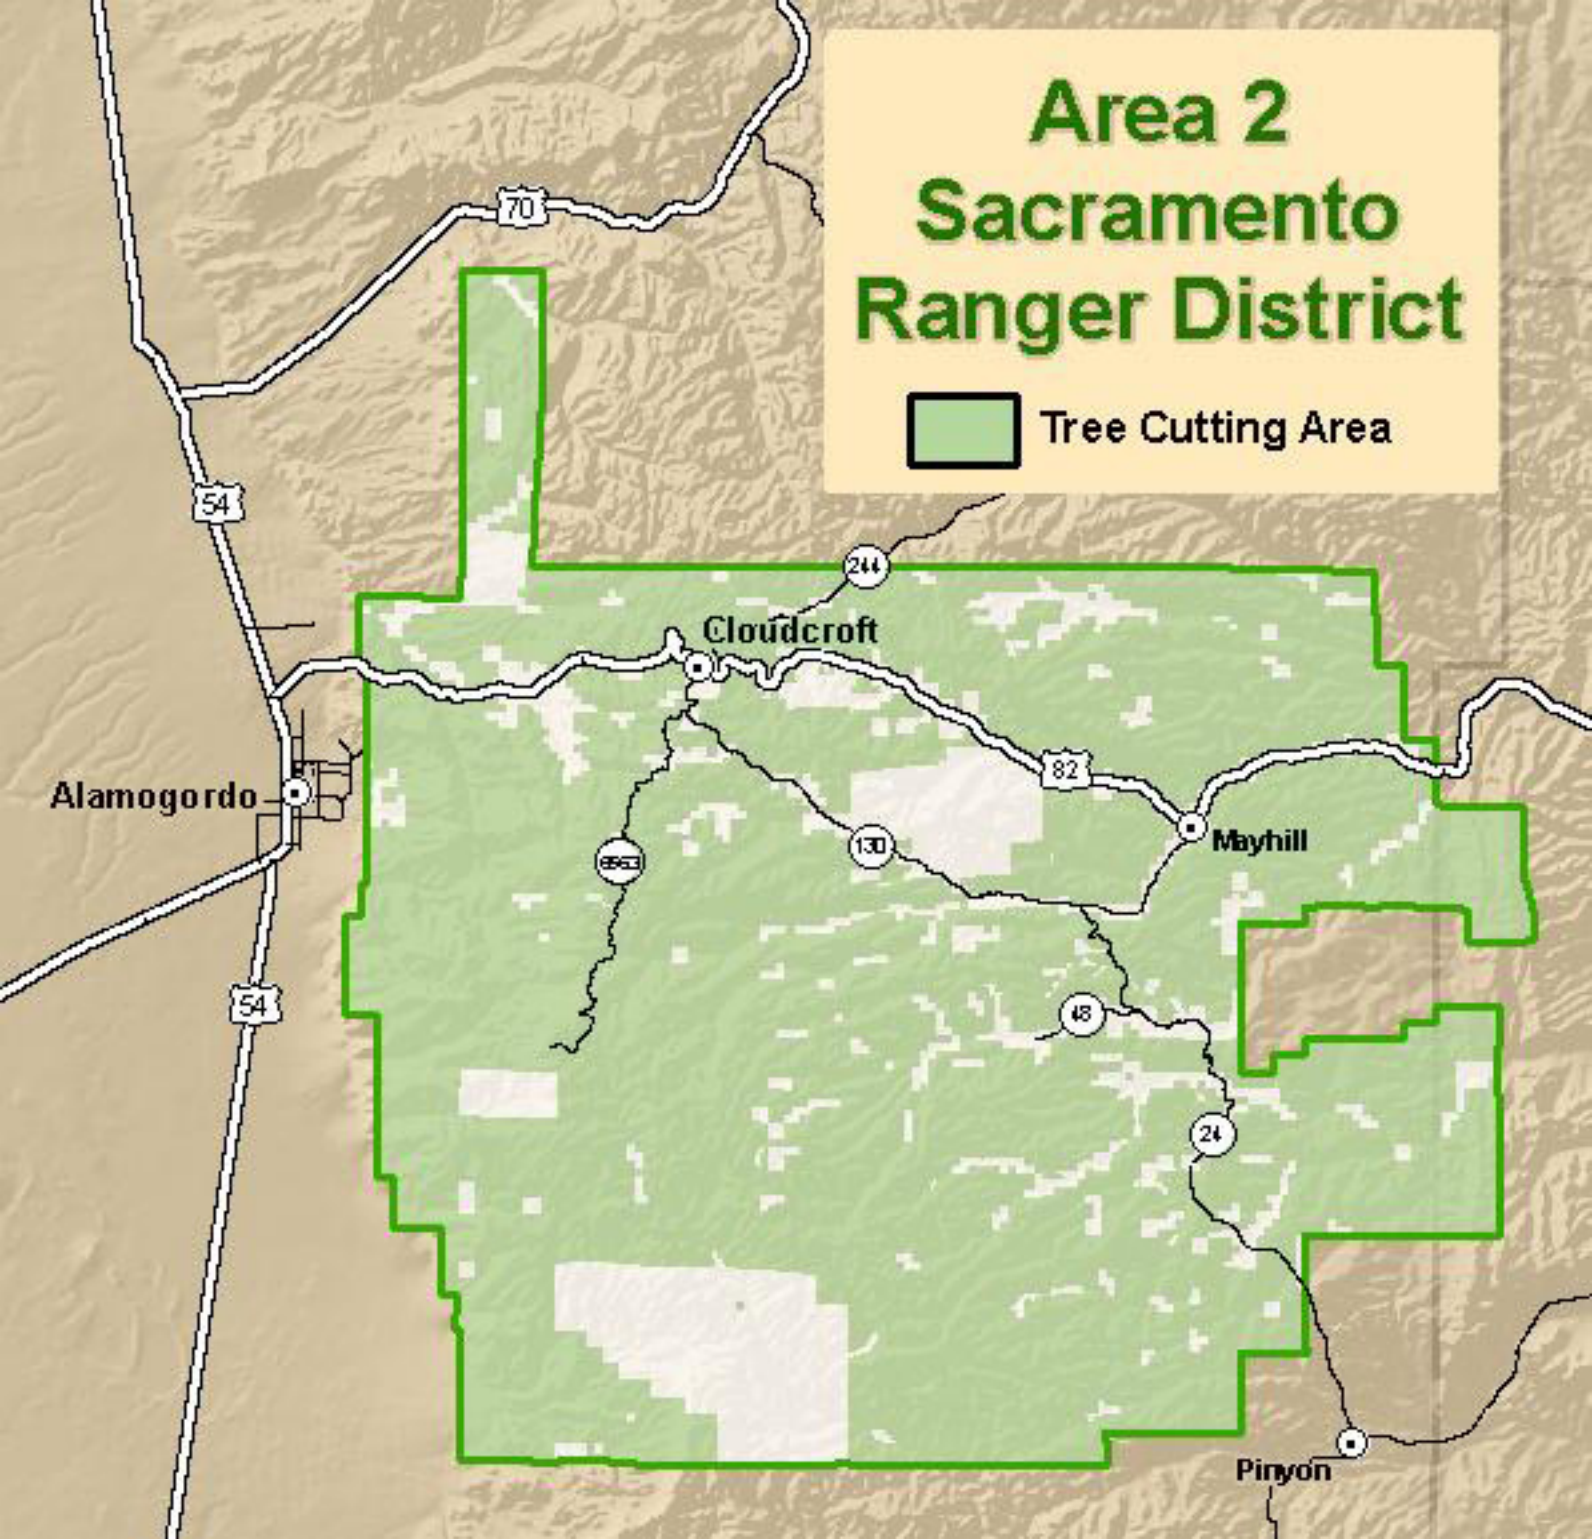 Area 2
Sacramento
Ranger District
Tree Cutting Area
70
54
244
Cloudcroft
82
Alamogordo
Mayhill
130
6563
54
48
24
Pinyon